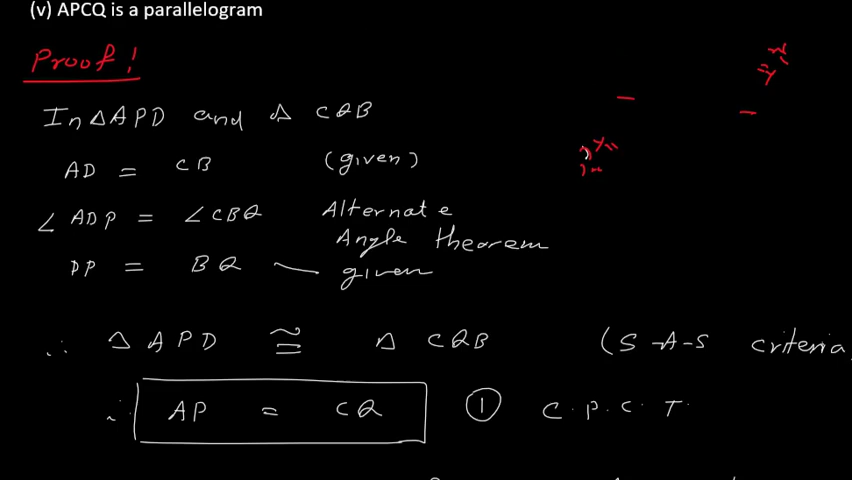 (v) APCQ is a parallelogram
Proof!
In △APD and △ CQB
AD = CB (given)
∠ ADP = ∠CBQ Alternate
Angle theorem
DP = BQ — given
∴ △ APD ≅ △ CQB (S-A-S criteria
∴ AP = CQ ① C.P.C.T.